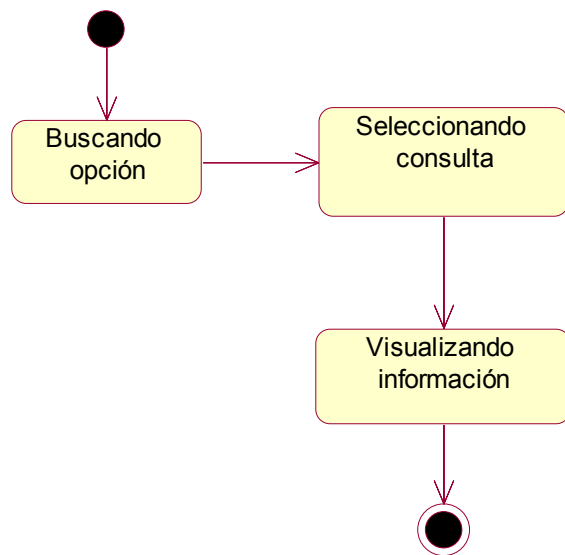 Buscando
opción
Seleccionando
consulta
Visualizando
información